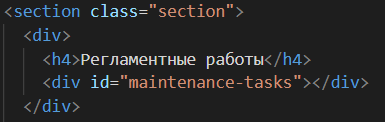 <section class="section">
<div>
<h4>Регламентные работы</h4>
<div id="maintenance-tasks"></div>
</div>